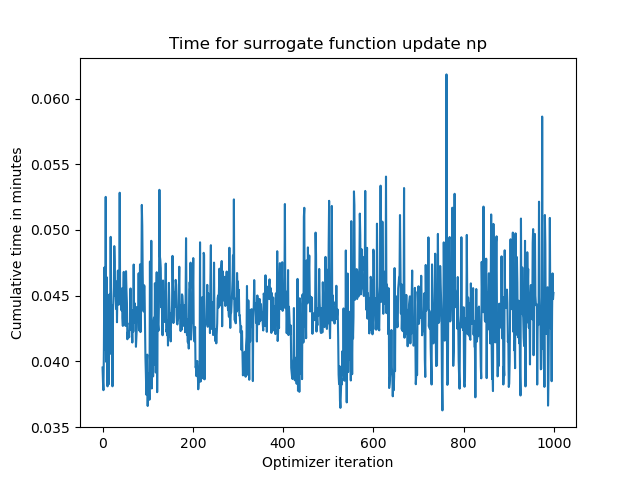 Time for surrogate function update np
0.060
0.055
0.050
0.045
0.040
0.035
Cumulative time in minutes
0 200 400 600 800 1000
Optimizer iteration